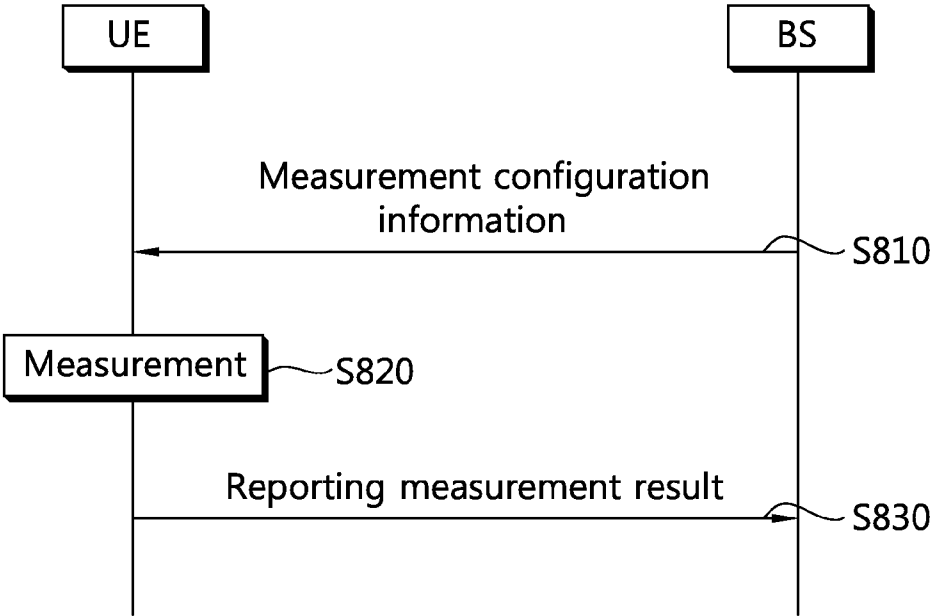 UE
BS
Measurement configuration
information
S810
Measurement
S820
Reporting measurement result
S830